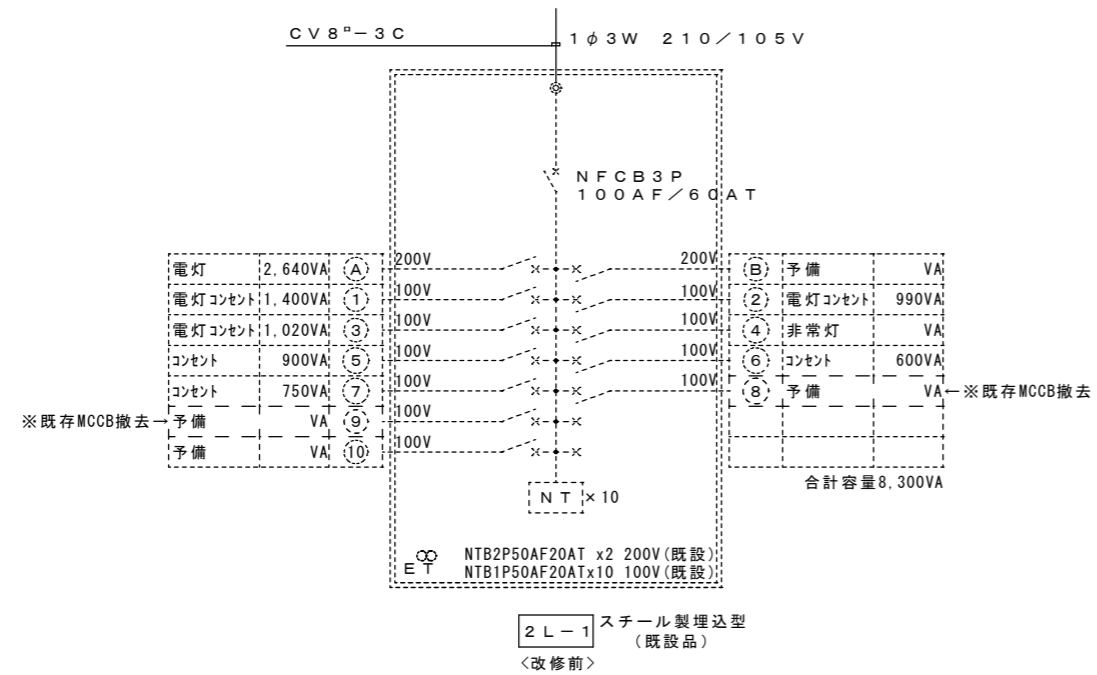 CV8□-3C
1φ3W 210/105V
NFCB3P
100AF/60AT
電灯 2,640VA A 200V
200V B 予備 VA
電灯コンセント 1,400VA 1 100V
100V 2 電灯コンセント 990VA
電灯コンセント 1,020VA 3 100V
100V 4 非常灯 VA
コンセント 900VA 5 100V
100V 6 コンセント 600VA
コンセント 750VA 7 100V
100V 8 予備 VA←※既存MCCB撤去
※既存MCCB撤去→予備 VA 9 100V
予備 VA 10 100V
合計容量8,300VA
NT ×10
ET
NTB2P50AF20AT x2 200V(既設)
NTB1P50AF20ATx10 100V(既設)
2L-1 スチール製埋込型
(既設品)
<改修前>